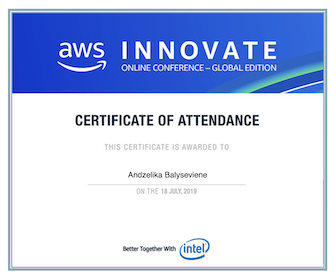 aws INNOVATE
ONLINE CONFERENCE – GLOBAL EDITION
CERTIFICATE OF ATTENDANCE
THIS CERTIFICATE IS AWARDED TO
Andzelika Balyseviene
ON THE 18 JULY, 2019
Better Together With intel